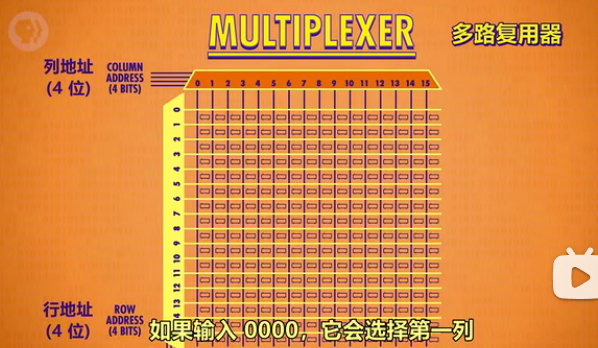 MULTIPLEXER
多路复用器
列地址
(4 位)
COLUMN
ADDRESS
(4 BITS)
0 1 2 3 4 5 6 7 8 9 10 11 12 13 14 15
0
1
2
3
4
5
6
7
8
9
10
11
12
13
14
行地址
(4 位)
ROW
ADDRESS
(4 BITS)
如果输入 0000，它会选择第一列